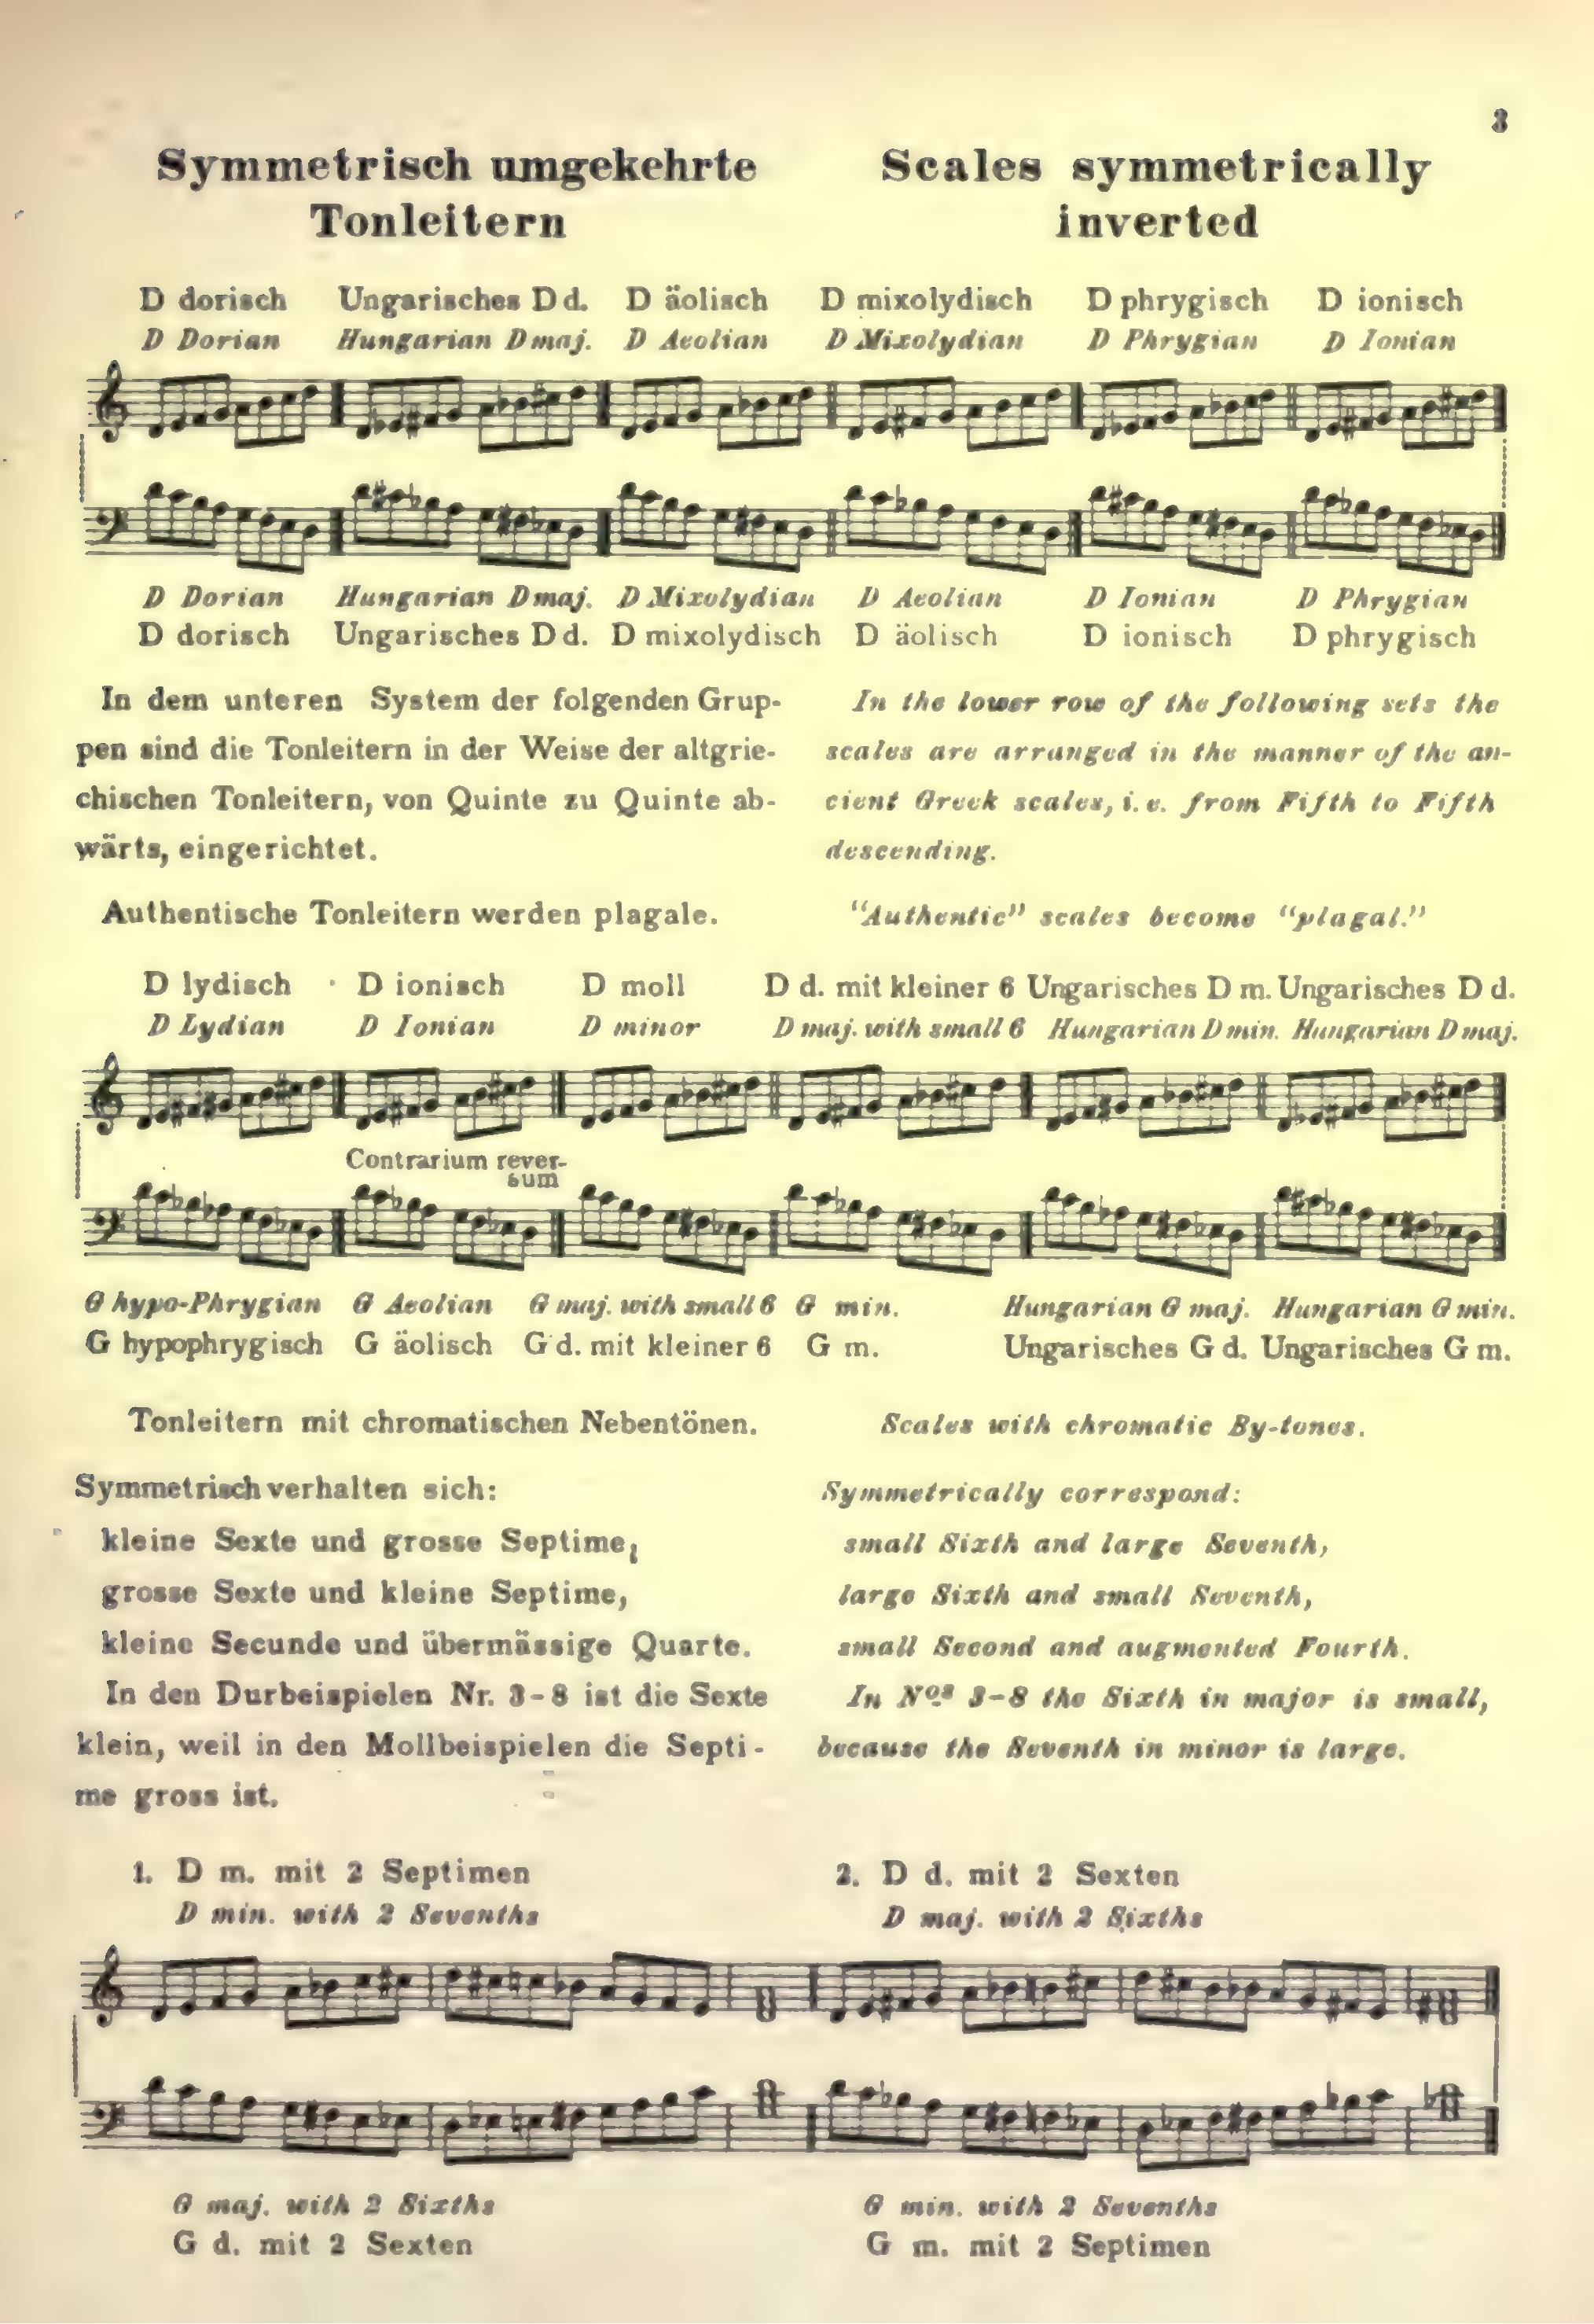 3
Symmetrisch umgekehrte
Tonleitern
Scales symmetrically
inverted
D dorisch Ungarisches D d. D äolisch D mixolydisch D phrygisch D ionisch
D Dorian Hungarian D maj. D Aeolian D Mixolydian D Phrygian D Ionian
D Dorian Hungarian D maj. D Mixolydian D Aeolian D Ionian D Phrygian
D dorisch Ungarisches D d. D mixolydisch D äolisch D ionisch D phrygisch
In dem unteren System der folgenden Grup-
pen sind die Tonleitern in der Weise der altgrie-
chischen Tonleitern, von Quinte zu Quinte ab-
wärts, eingerichtet.
In the lower row of the following sets the
scales are arranged in the manner of the an-
cient Greek scales, i. e. from Fifth to Fifth
descending.
Authentische Tonleitern werden plagale.
“Authentic” scales become “plagal.”
D lydisch D ionisch D moll D d. mit kleiner 6 Ungarisches D m. Ungarisches D d.
D Lydian D Ionian D minor D maj. with small 6 Hungarian D min. Hungarian D maj.
Contrarium rever-
sum
G hypo-Phrygian G Aeolian G maj. with small 6 G min. Hungarian G maj. Hungarian G min.
G hypophrygisch G äolisch G d. mit kleiner 6 G m. Ungarisches G d. Ungarisches G m.
Tonleitern mit chromatischen Nebentönen.
Scales with chromatic By-tones.
Symmetrisch verhalten sich:
kleine Sexte und grosse Septime,
grosse Sexte und kleine Septime,
kleine Secunde und übermässige Quarte.
In den Durbeispielen Nr. 3-8 ist die Sexte
klein, weil in den Mollbeispielen die Septi-
me gross ist.
Symmetrically correspond:
small Sixth and large Seventh,
large Sixth and small Seventh,
small Second and augmented Fourth.
In Nos 3-8 the Sixth in major is small,
because the Seventh in minor is large.
1. D m. mit 2 Septimen
D min. with 2 Sevenths
2. D d. mit 2 Sexten
D maj. with 2 Sixths
G maj. with 2 Sixths
G d. mit 2 Sexten
G min. with 2 Sevenths
G m. mit 2 Septimen